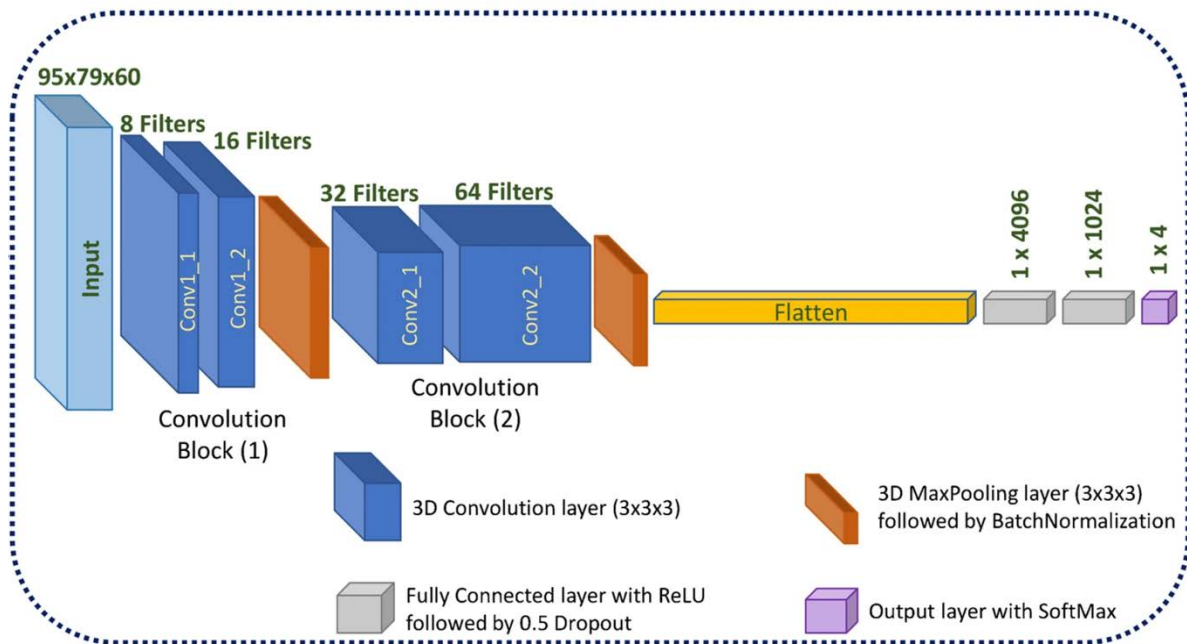 95x79x60
8 Filters
16 Filters
32 Filters
64 Filters
1 x 4096
1 x 1024
1 x 4
Input
Conv1_1
Conv1_2
Conv2_1
Conv2_2
Flatten
Convolution
Block (1)
Convolution
Block (2)
3D Convolution layer (3x3x3)
3D MaxPooling layer (3x3x3)
followed by BatchNormalization
Fully Connected layer with ReLU
followed by 0.5 Dropout
Output layer with SoftMax